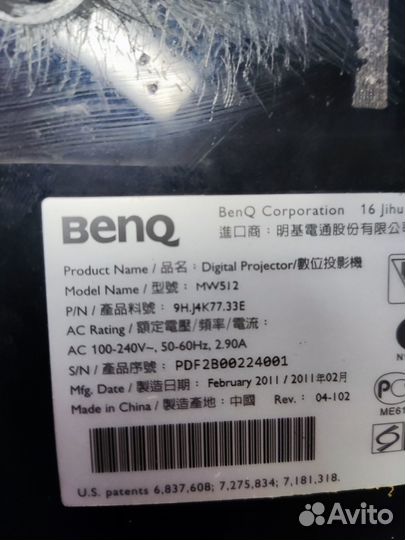 BenQ
BenQ Corporation 16 Jihu
進口商：明基電通股份有限公
Product Name / 品名：Digital Projector/數位投影機
Model Name / 型號： MW512
P/N / 產品料號： 9H.J4K77.33E
AC Rating / 額定電壓/頻率/電流：
AC 100-240V~, 50-60Hz, 2.90A
S/N / 產品序號： PDF2B00224001
Mfg. Date / 製造日期： February 2011 / 2011年02月
Made in China / 製造產地：中國 Rev.： 04-102
ME61
U.S. patents 6,837,608; 7,275,834; 7,181,318.
Avito